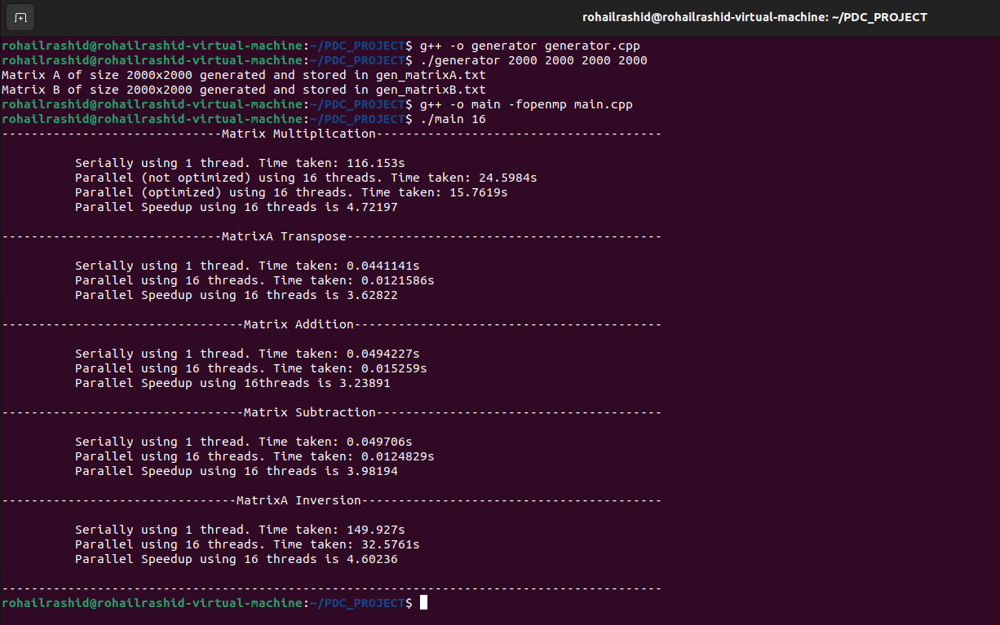 rohailrashid@rohailrashid-virtual-machine: ~/PDC_PROJECT
rohailrashid@rohailrashid-virtual-machine:~/PDC_PROJECT$ g++ -o generator generator.cpp
rohailrashid@rohailrashid-virtual-machine:~/PDC_PROJECT$ ./generator 2000 2000 2000 2000
Matrix A of size 2000x2000 generated and stored in gen_matrixA.txt
Matrix B of size 2000x2000 generated and stored in gen_matrixB.txt
rohailrashid@rohailrashid-virtual-machine:~/PDC_PROJECT$ g++ -o main -fopenmp main.cpp
rohailrashid@rohailrashid-virtual-machine:~/PDC_PROJECT$ ./main 16
------------------------------Matrix Multiplication---------------------------------------
Serially using 1 thread. Time taken: 116.153s
Parallel (not optimized) using 16 threads. Time taken: 24.5984s
Parallel (optimized) using 16 threads. Time taken: 15.7619s
Parallel Speedup using 16 threads is 4.72197
------------------------------MatrixA Transpose-------------------------------------------
Serially using 1 thread. Time taken: 0.0441141s
Parallel using 16 threads. Time taken: 0.0121586s
Parallel Speedup using 16 threads is 3.62822
---------------------------------Matrix Addition------------------------------------------
Serially using 1 thread. Time taken: 0.0494227s
Parallel using 16 threads. Time taken: 0.015259s
Parallel Speedup using 16threads is 3.23891
---------------------------------Matrix Subtraction---------------------------------------
Serially using 1 thread. Time taken: 0.049706s
Parallel using 16 threads. Time taken: 0.0124829s
Parallel Speedup using 16 threads is 3.98194
--------------------------------MatrixA Inversion-----------------------------------------
Serially using 1 thread. Time taken: 149.927s
Parallel using 16 threads. Time taken: 32.5761s
Parallel Speedup using 16 threads is 4.60236
------------------------------------------------------------------------------------------
rohailrashid@rohailrashid-virtual-machine:~/PDC_PROJECT$